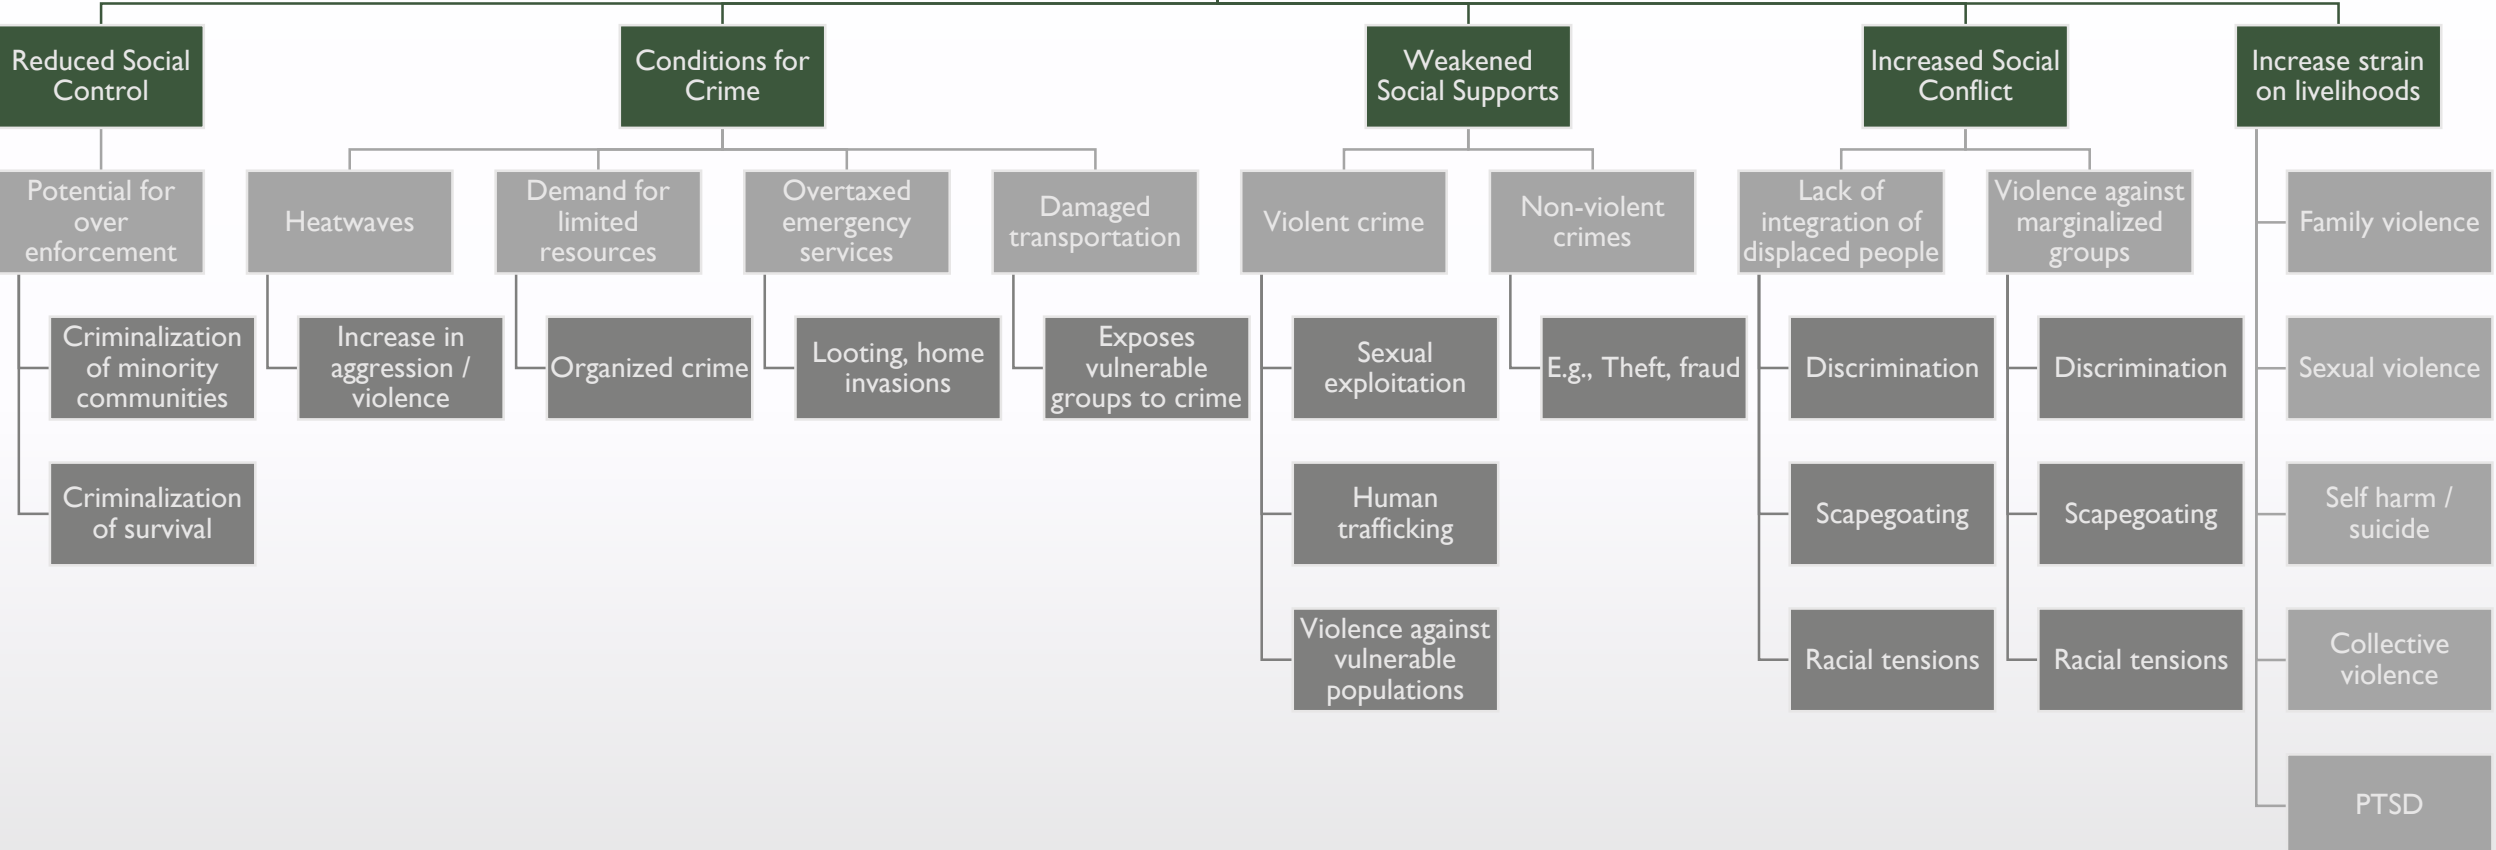 Reduced Social
Control
Conditions for
Crime
Weakened
Social Supports
Increased Social
Conflict
Increase strain
on livelihoods
Potential for
over
enforcement
Heatwaves
Demand for
limited
resources
Overtaxed
emergency
services
Damaged
transportation
Violent crime
Non-violent
crimes
Lack of
integration of
displaced people
Violence against
marginalized
groups
Family violence
Criminalization
of minority
communities
Increase in
aggression /
violence
Organized crime
Looting, home
invasions
Exposes
vulnerable
groups to crime
Sexual
exploitation
E.g., Theft, fraud
Discrimination
Discrimination
Sexual violence
Criminalization
of survival
Human
trafficking
Scapegoating
Scapegoating
Self harm /
suicide
Violence against
vulnerable
populations
Racial tensions
Racial tensions
Collective
violence
PTSD